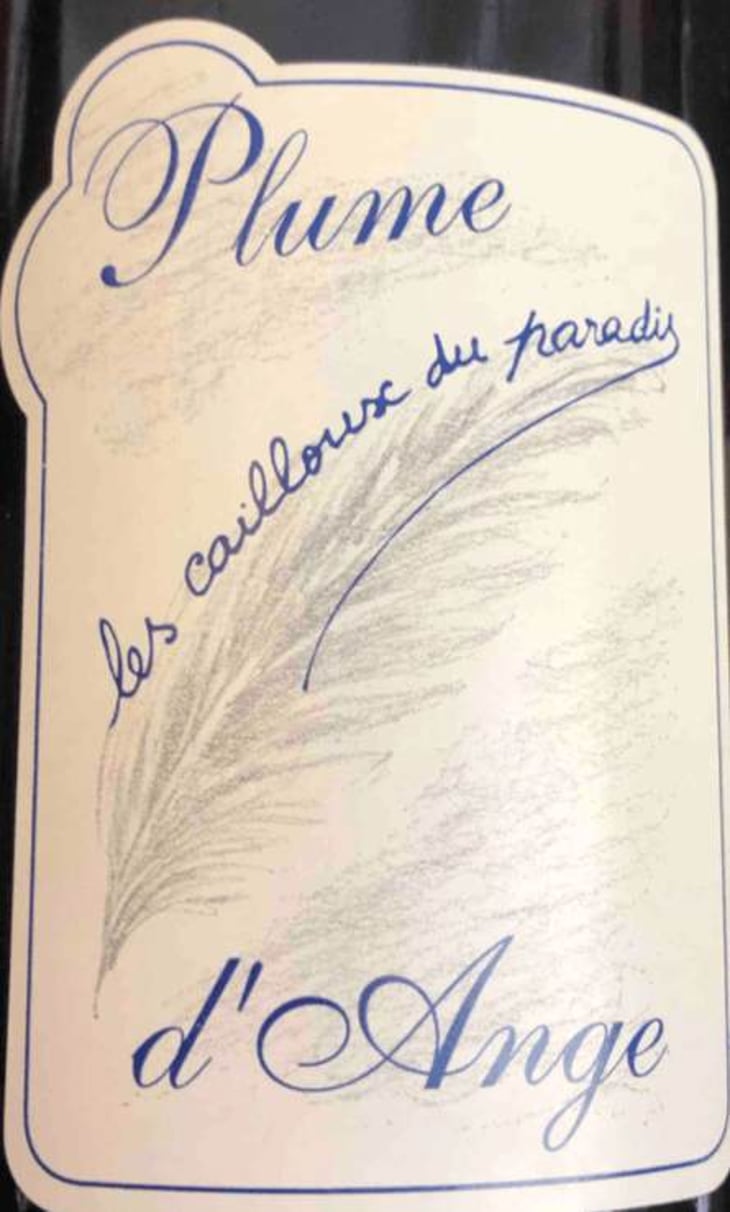 Plume
les cailloux du paradis
d'Ange